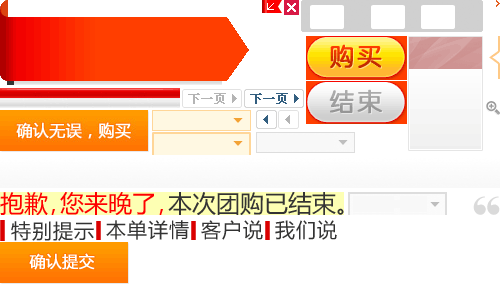 购买
结束
下一页 下一页
确认无误，购买
抱歉,您来晚了,本次团购已结束。
特别提示 本单详情 客户说 我们说
确认提交